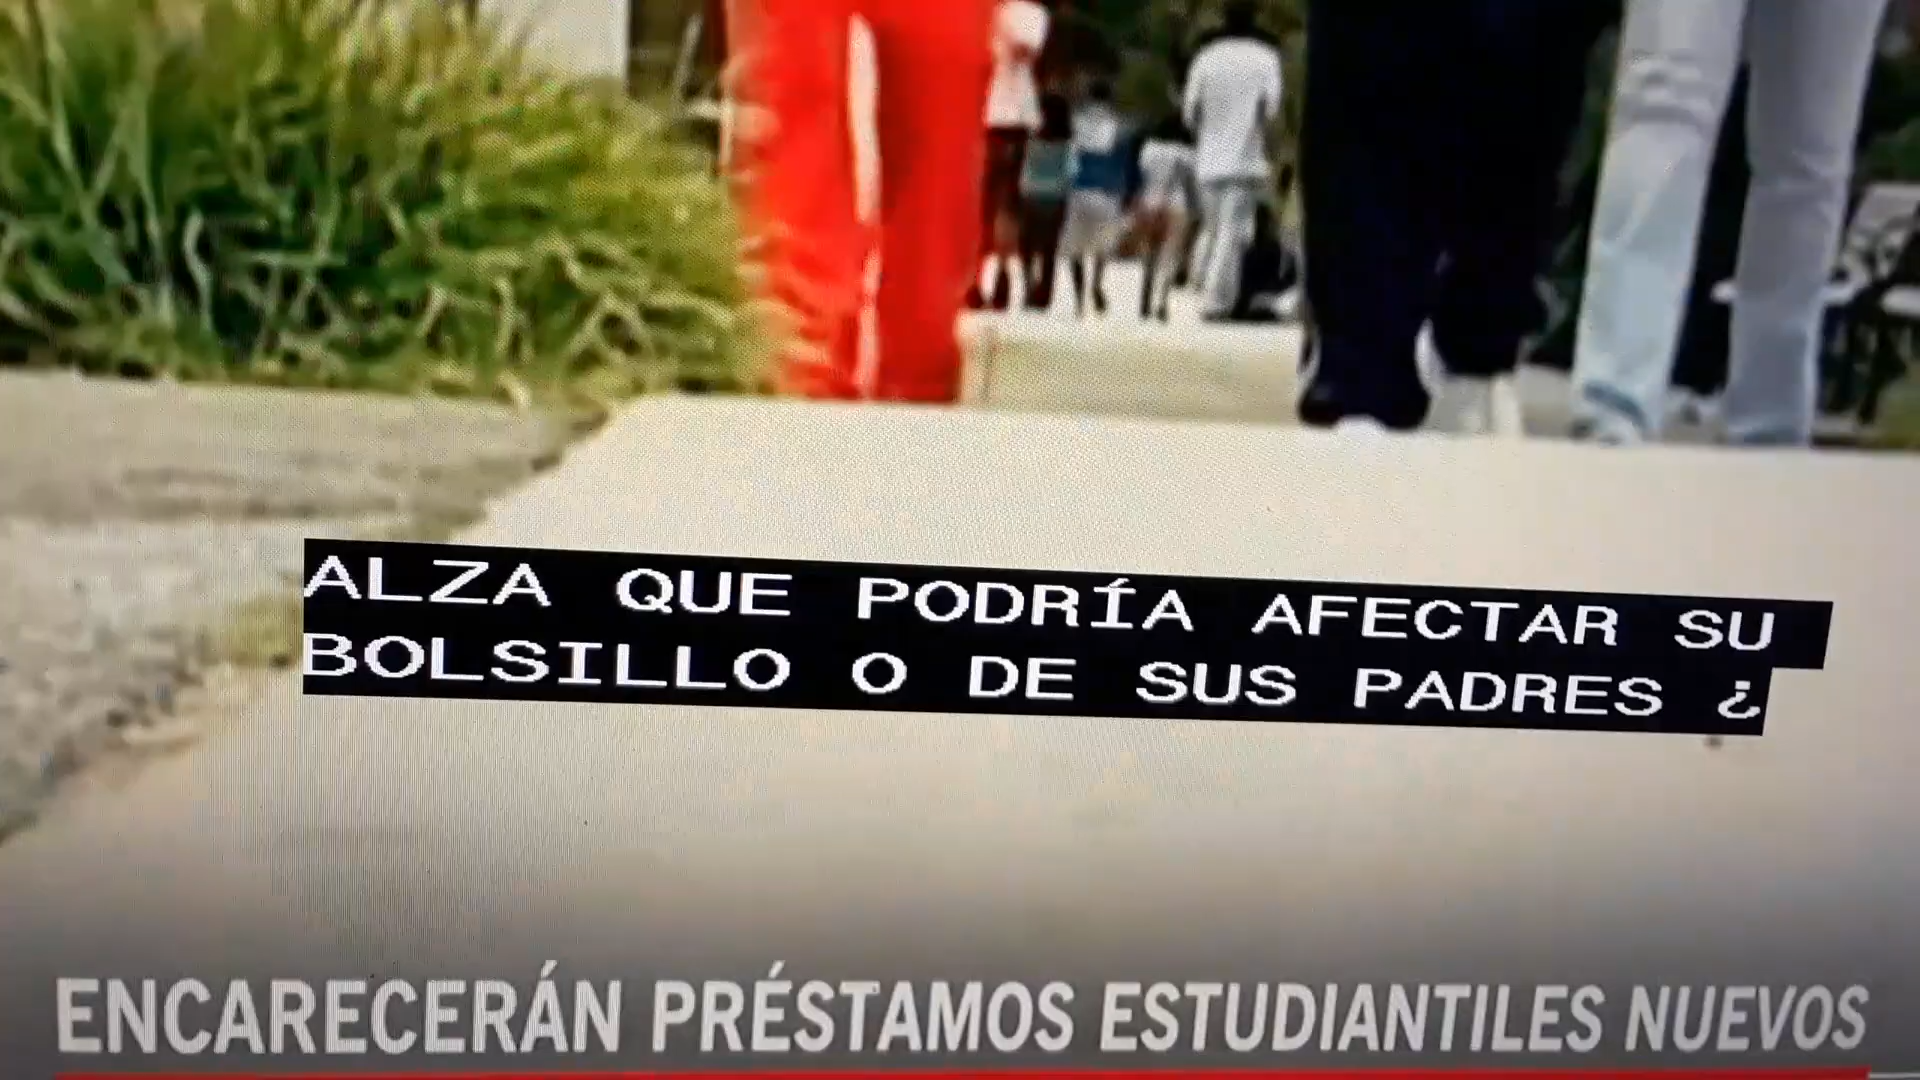 ALZA QUE PODRÍA AFECTAR SU
BOLSILLO O DE SUS PADRES ¿
ENCARECERÁN PRÉSTAMOS ESTUDIANTILES NUEVOS